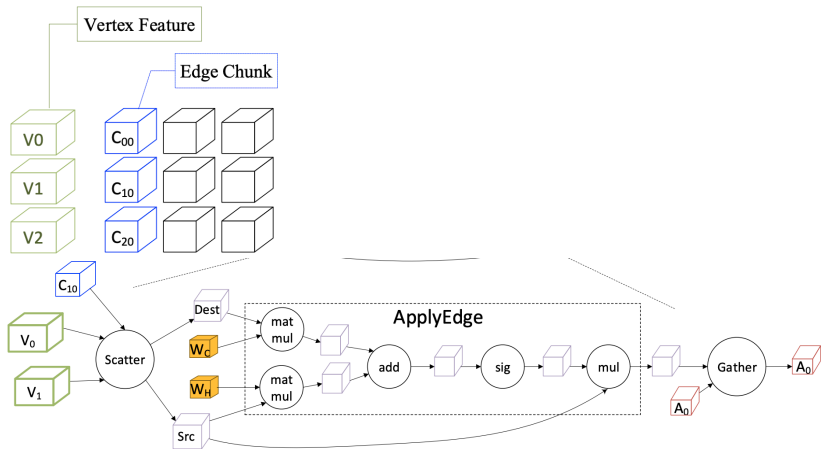 Vertex Feature
Edge Chunk
V0
C00
V1
C10
V2
C20
C10
V0
V1
Scatter
Dest
WC
WH
Src
ApplyEdge
mat
mul
mat
mul
add
sig
mul
Gather
A0
A0